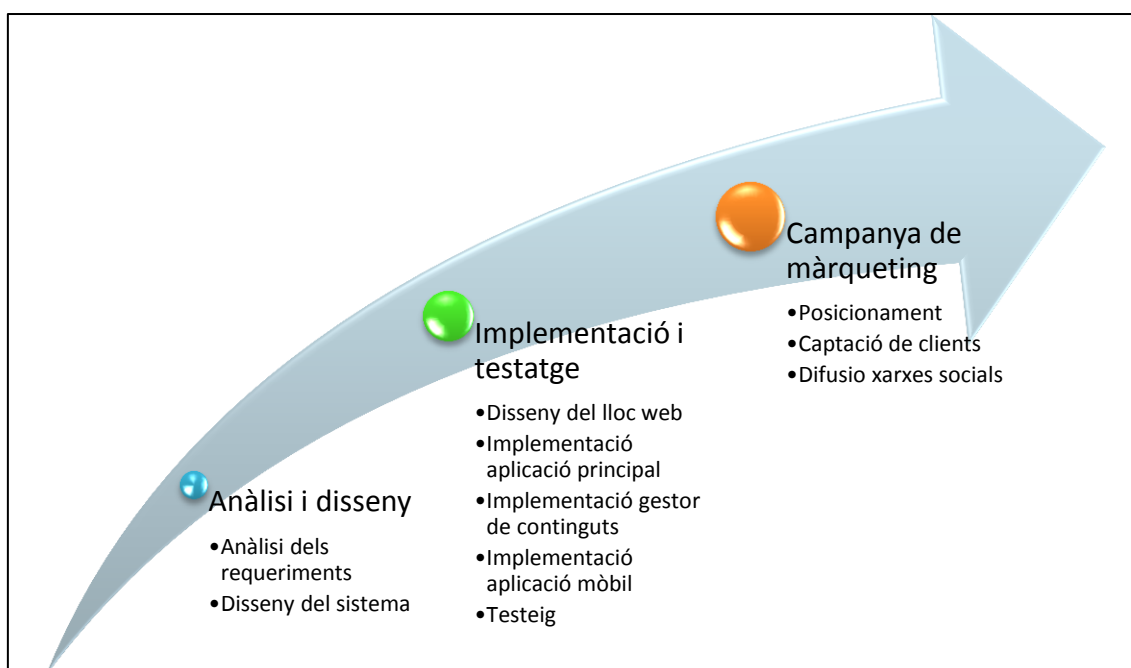 Anàlisi i disseny
•Anàlisi dels
requeriments
•Disseny del sistema
Implementació i
testatge
•Disseny del lloc web
•Implementació
aplicació principal
•Implementació gestor
de continguts
•Implementació
aplicació mòbil
•Testeig
Campanya de
màrqueting
•Posicionament
•Captació de clients
•Difusio xarxes socials